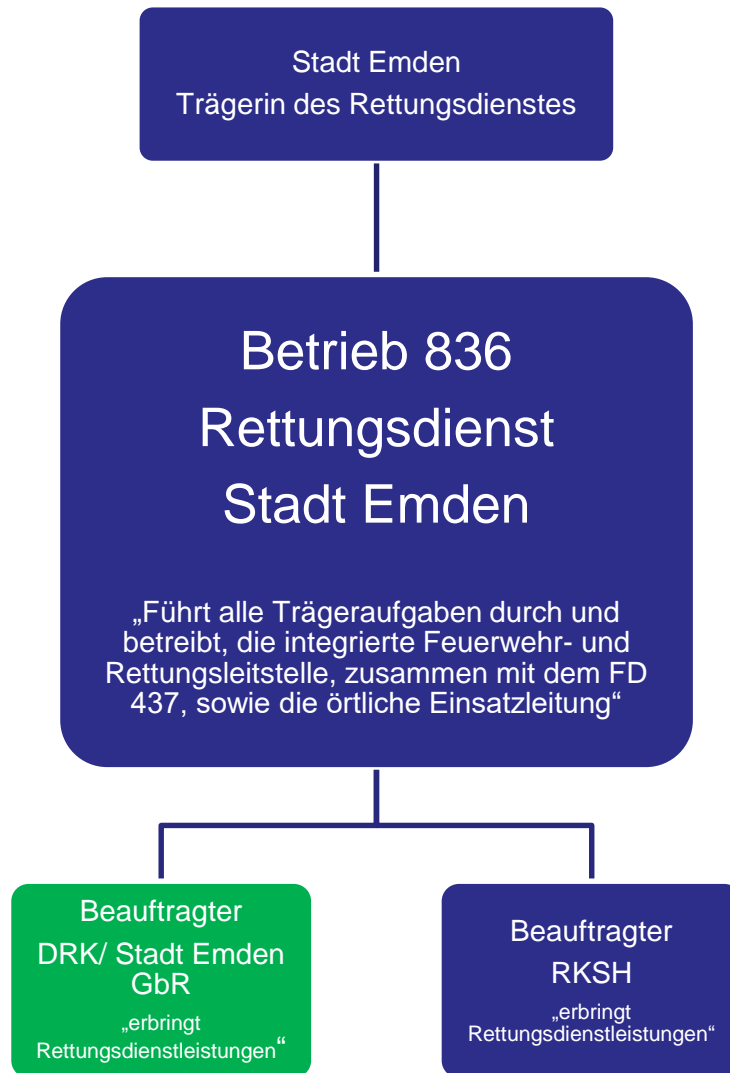 Stadt Emden
Trägerin des Rettungsdienstes
Betrieb 836
Rettungsdienst
Stadt Emden
„Führt alle Trägeraufgaben durch und
betreibt, die integrierte Feuerwehr- und
Rettungsleitstelle, zusammen mit dem FD
437, sowie die örtliche Einsatzleitung“
Beauftragter
DRK/ Stadt Emden
GbR
„erbringt
Rettungsdienstleistungen“
Beauftragter
RKSH
„erbringt
Rettungsdienstleistungen“